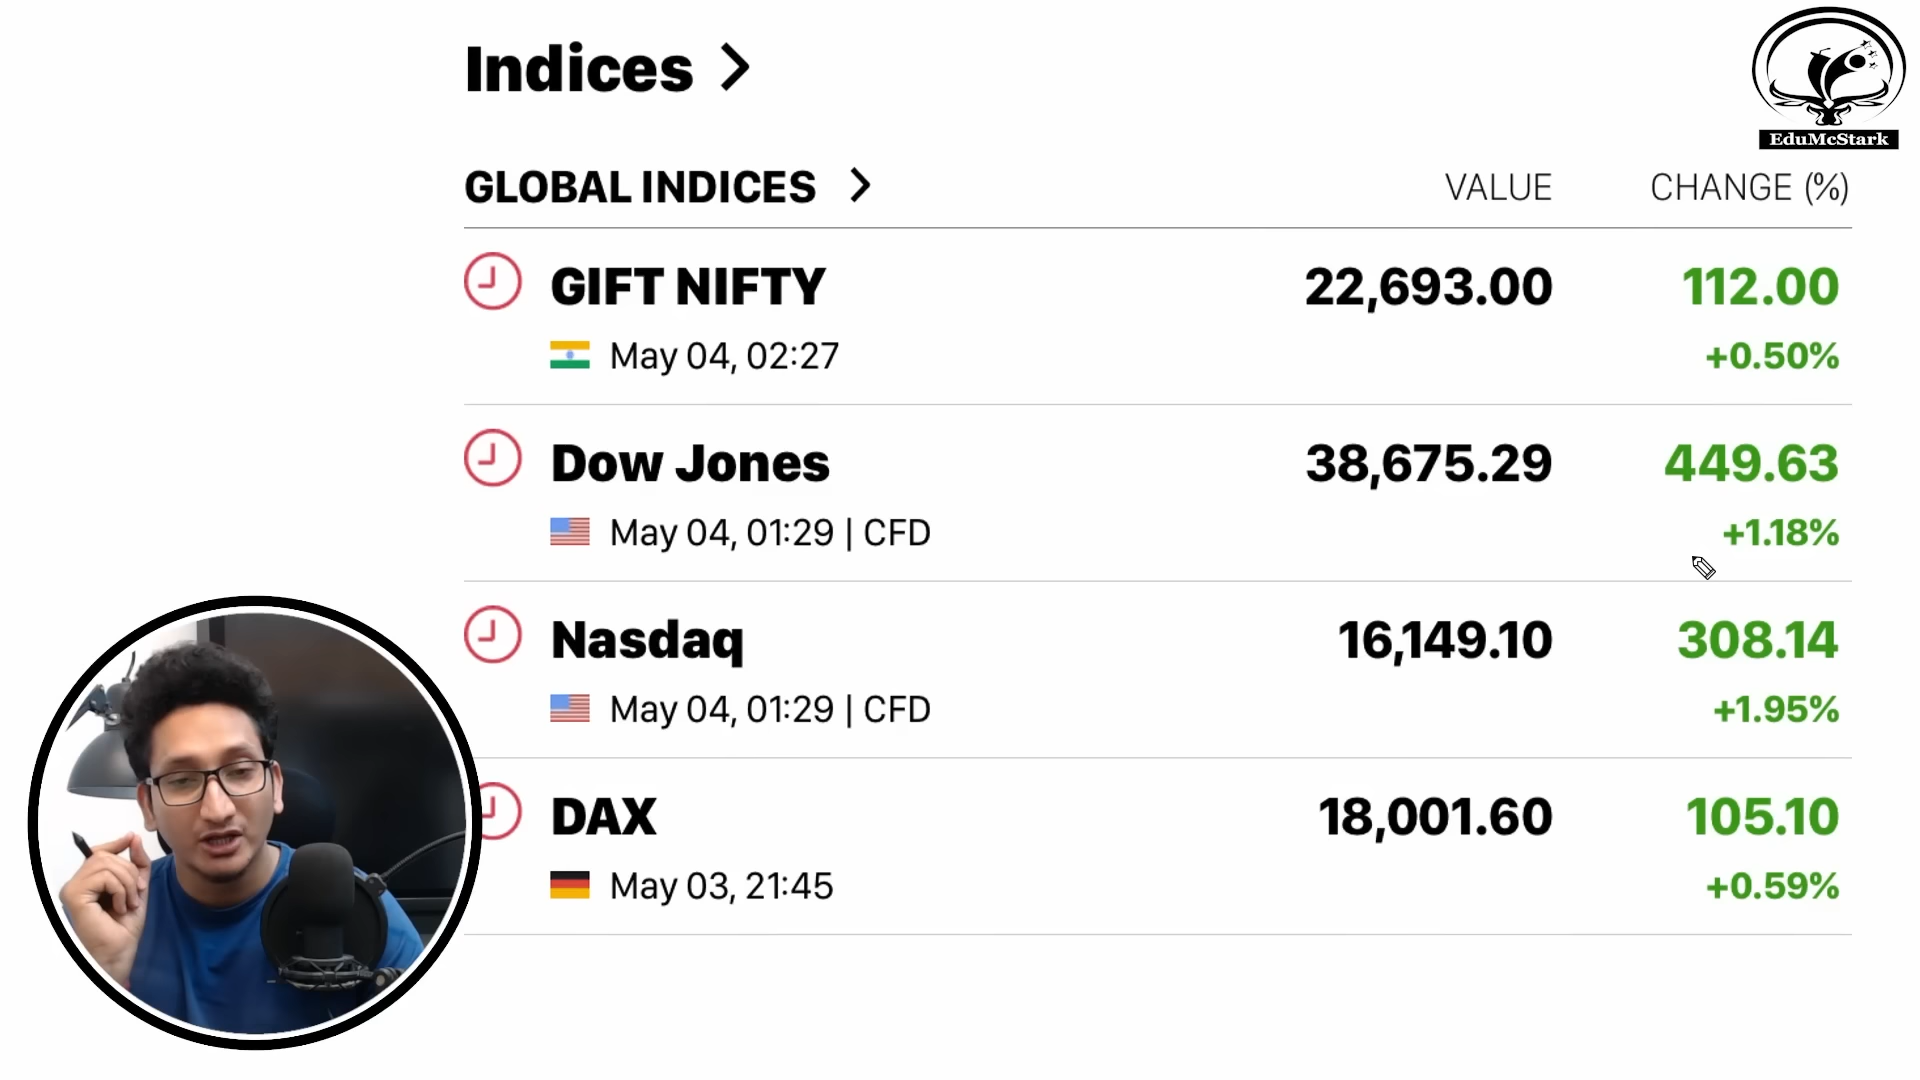 Indices
EduMcStark
GLOBAL INDICES VALUE CHANGE (%)
GIFT NIFTY 22,693.00 112.00
May 04, 02:27 +0.50%
Dow Jones 38,675.29 449.63
May 04, 01:29 | CFD +1.18%
Nasdaq 16,149.10 308.14
May 04, 01:29 | CFD +1.95%
DAX 18,001.60 105.10
May 03, 21:45 +0.59%